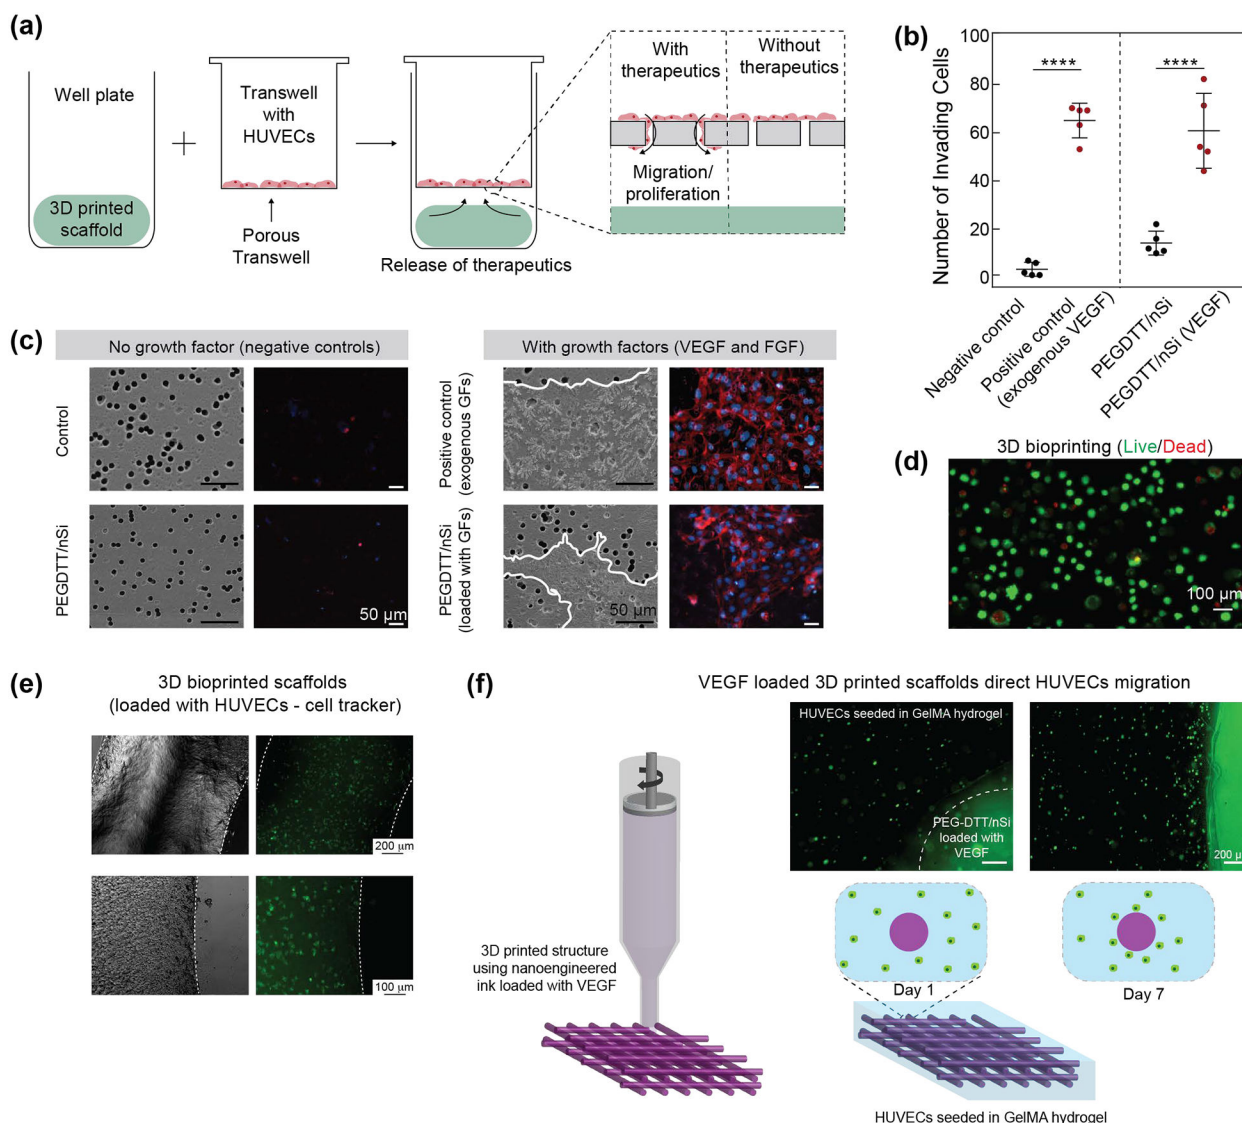 (a)
Well plate
3D printed
scaffold
Transwell
with
HUVECs
Porous
Transwell
Release of therapeutics
With
therapeutics
Without
therapeutics
Migration/
proliferation
(b)
Number of Invading Cells
100
80
60
40
20
0
****
****
Negative control
Positive control
(exogenous VEGF)
PEGDTT/nSi
PEGDTT/nSi (VEGF)
(c)
No growth factor (negative controls)
With growth factors (VEGF and FGF)
Control
PEGDTT/nSi
50 µm
Positive control
(exogenous GFs)
PEGDTT/nSi
(loaded with GFs)
50 µm
(d)
3D bioprinting (Live/Dead)
100 µm
(e)
3D bioprinted scaffolds
(loaded with HUVECs - cell tracker)
200 µm
100 µm
(f)
VEGF loaded 3D printed scaffolds direct HUVECs migration
3D printed structure
using nanoengineered
ink loaded with VEGF
HUVECs seeded in GelMA hydrogel
PEG-DTT/nSi
loaded with
VEGF
200 µ
Day 1
Day 7
HUVECs seeded in GelMA hydrogel